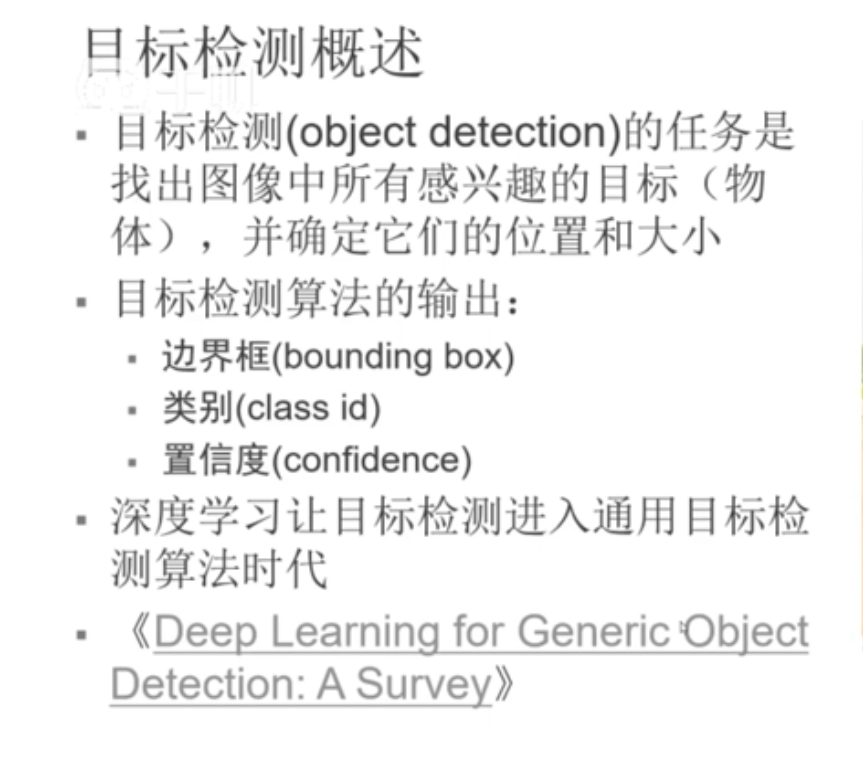 目标检测概述
▪ 目标检测(object detection)的任务是
找出图像中所有感兴趣的目标（物
体），并确定它们的位置和大小
▪ 目标检测算法的输出：
▪ 边界框(bounding box)
▪ 类别(class id)
▪ 置信度(confidence)
▪ 深度学习让目标检测进入通用目标检
测算法时代
▪ 《Deep Learning for Generic Object
Detection: A Survey》